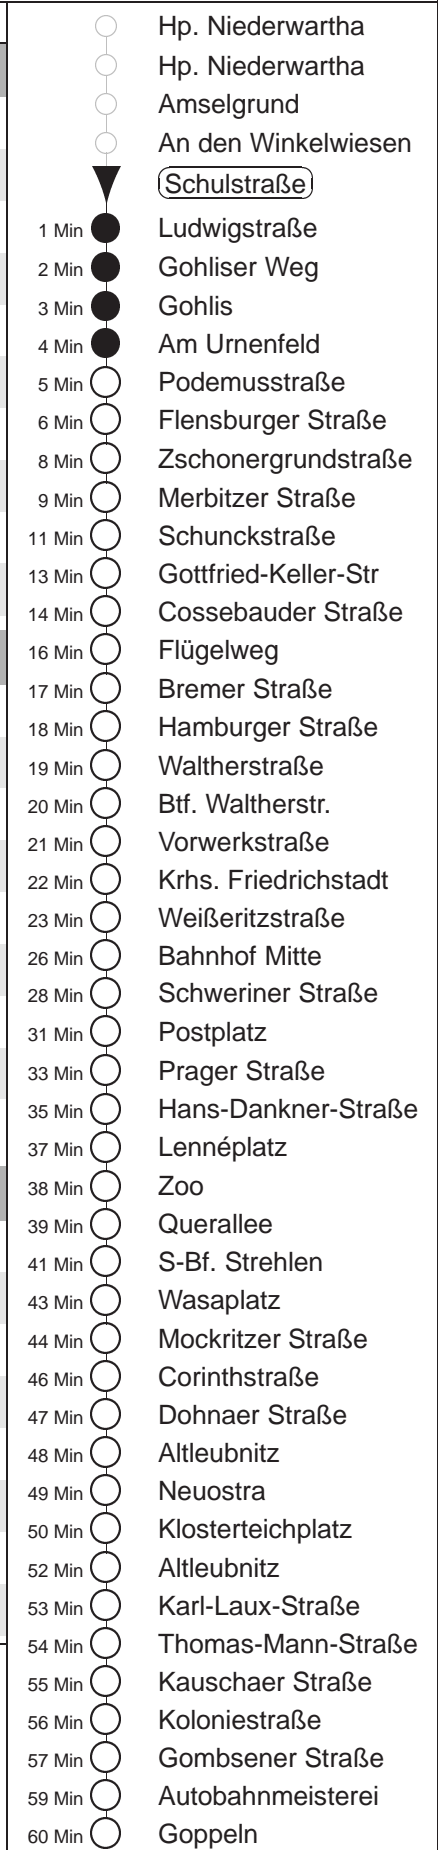 Hp. Niederwartha
Hp. Niederwartha
Amselgrund
An den Winkelwiesen
Schulstraße
1 Min Ludwigstraße
2 Min Gohliser Weg
3 Min Gohlis
4 Min Am Urnenfeld
5 Min Podemusstraße
6 Min Flensburger Straße
8 Min Zschonergrundstraße
9 Min Merbitzer Straße
11 Min Schunckstraße
13 Min Gottfried-Keller-Str
14 Min Cossebauder Straße
16 Min Flügelweg
17 Min Bremer Straße
18 Min Hamburger Straße
19 Min Waltherstraße
20 Min Btf. Waltherstr.
21 Min Vorwerkstraße
22 Min Krhs. Friedrichstadt
23 Min Weißeritzstraße
26 Min Bahnhof Mitte
28 Min Schweriner Straße
31 Min Postplatz
33 Min Prager Straße
35 Min Hans-Dankner-Straße
37 Min Lennéplatz
38 Min Zoo
39 Min Querallee
41 Min S-Bf. Strehlen
43 Min Wasaplatz
44 Min Mockritzer Straße
46 Min Corinthstraße
47 Min Dohnaer Straße
48 Min Altleubnitz
49 Min Neuostra
50 Min Klosterteichplatz
52 Min Altleubnitz
53 Min Karl-Laux-Straße
54 Min Thomas-Mann-Straße
55 Min Kauschaer Straße
56 Min Koloniestraße
57 Min Gombsener Straße
59 Min Autobahnmeisterei
60 Min Goppeln